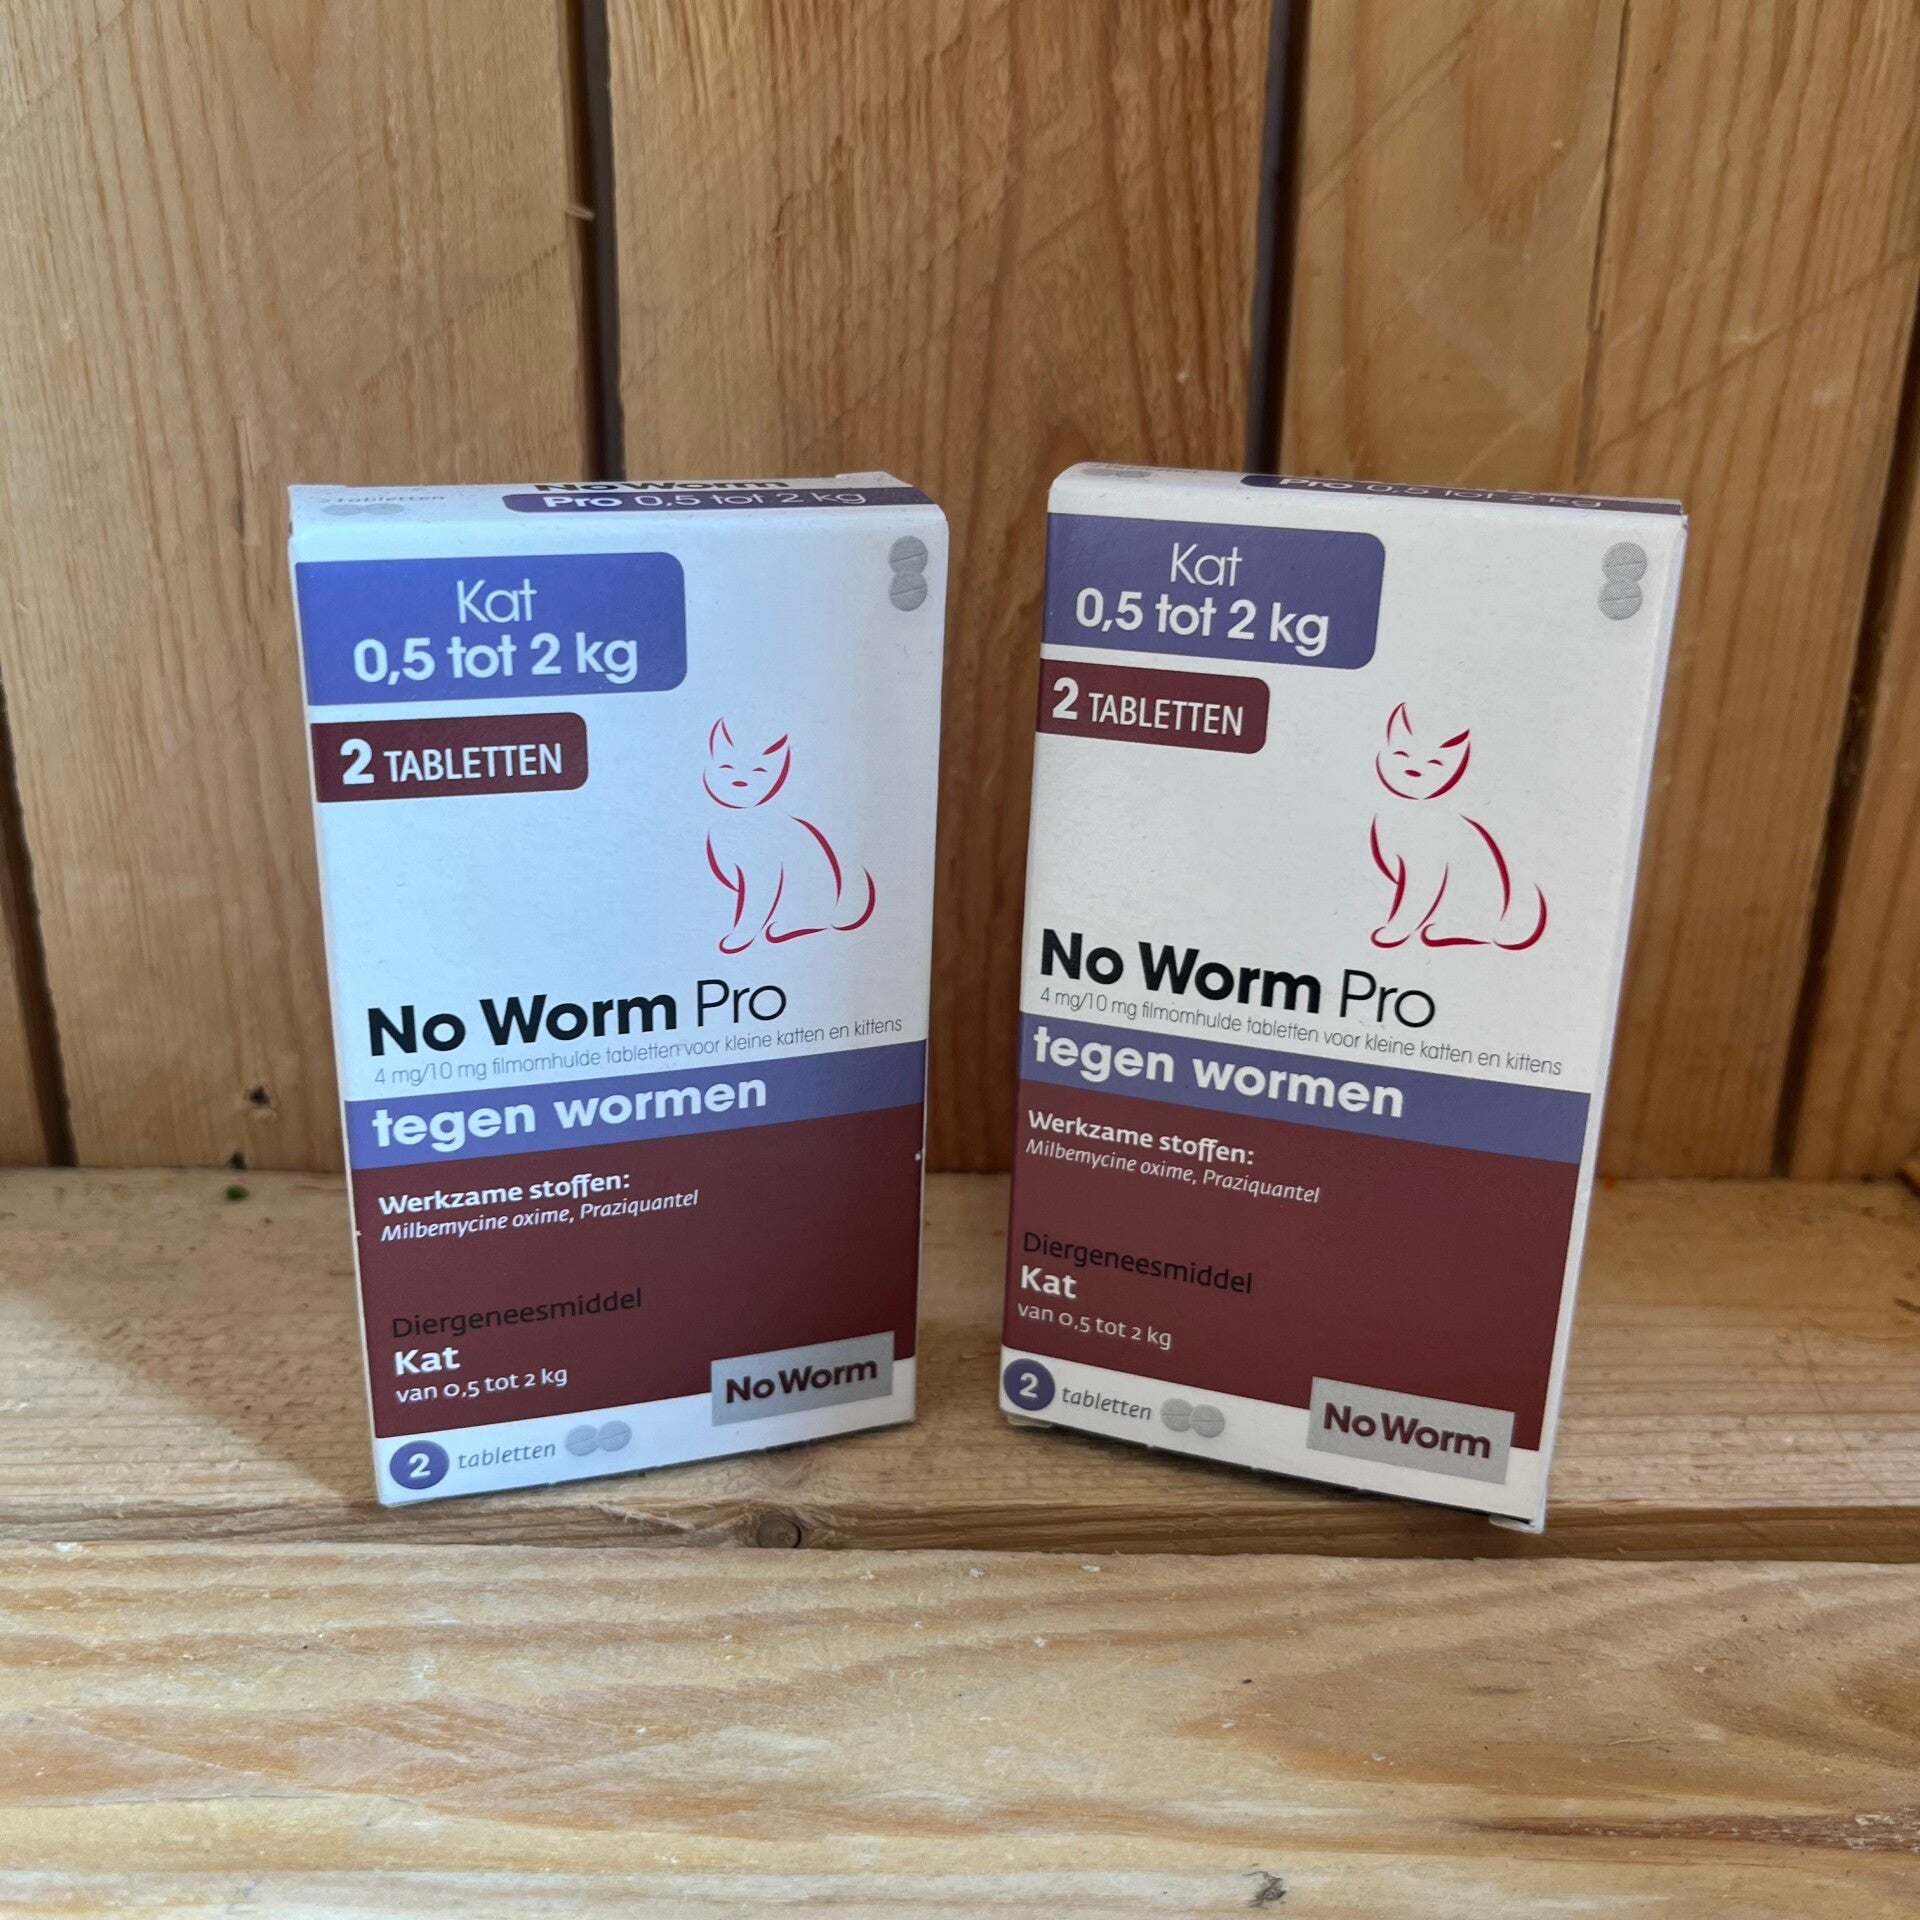 2 tabletten
No Worm
Pro 0,5 tot 2 kg
Kat
0,5 tot 2 kg
2 TABLETTEN
No Worm Pro
4 mg/10 mg filmomhulde tabletten voor kleine katten en kittens
tegen wormen
Werkzame stoffen:
Milbemycine oxime, Praziquantel
Diergeneesmiddel
Kat
van 0,5 tot 2 kg
No Worm
2 tabletten
Pro 0,5 tot 2 kg
Kat
0,5 tot 2 kg
2 TABLETTEN
No Worm Pro
4 mg/10 mg filmomhulde tabletten voor kleine katten en kittens
tegen wormen
Werkzame stoffen:
Milbemycine oxime, Praziquantel
Diergeneesmiddel
Kat
van 0,5 tot 2 kg
2 tabletten
No Worm